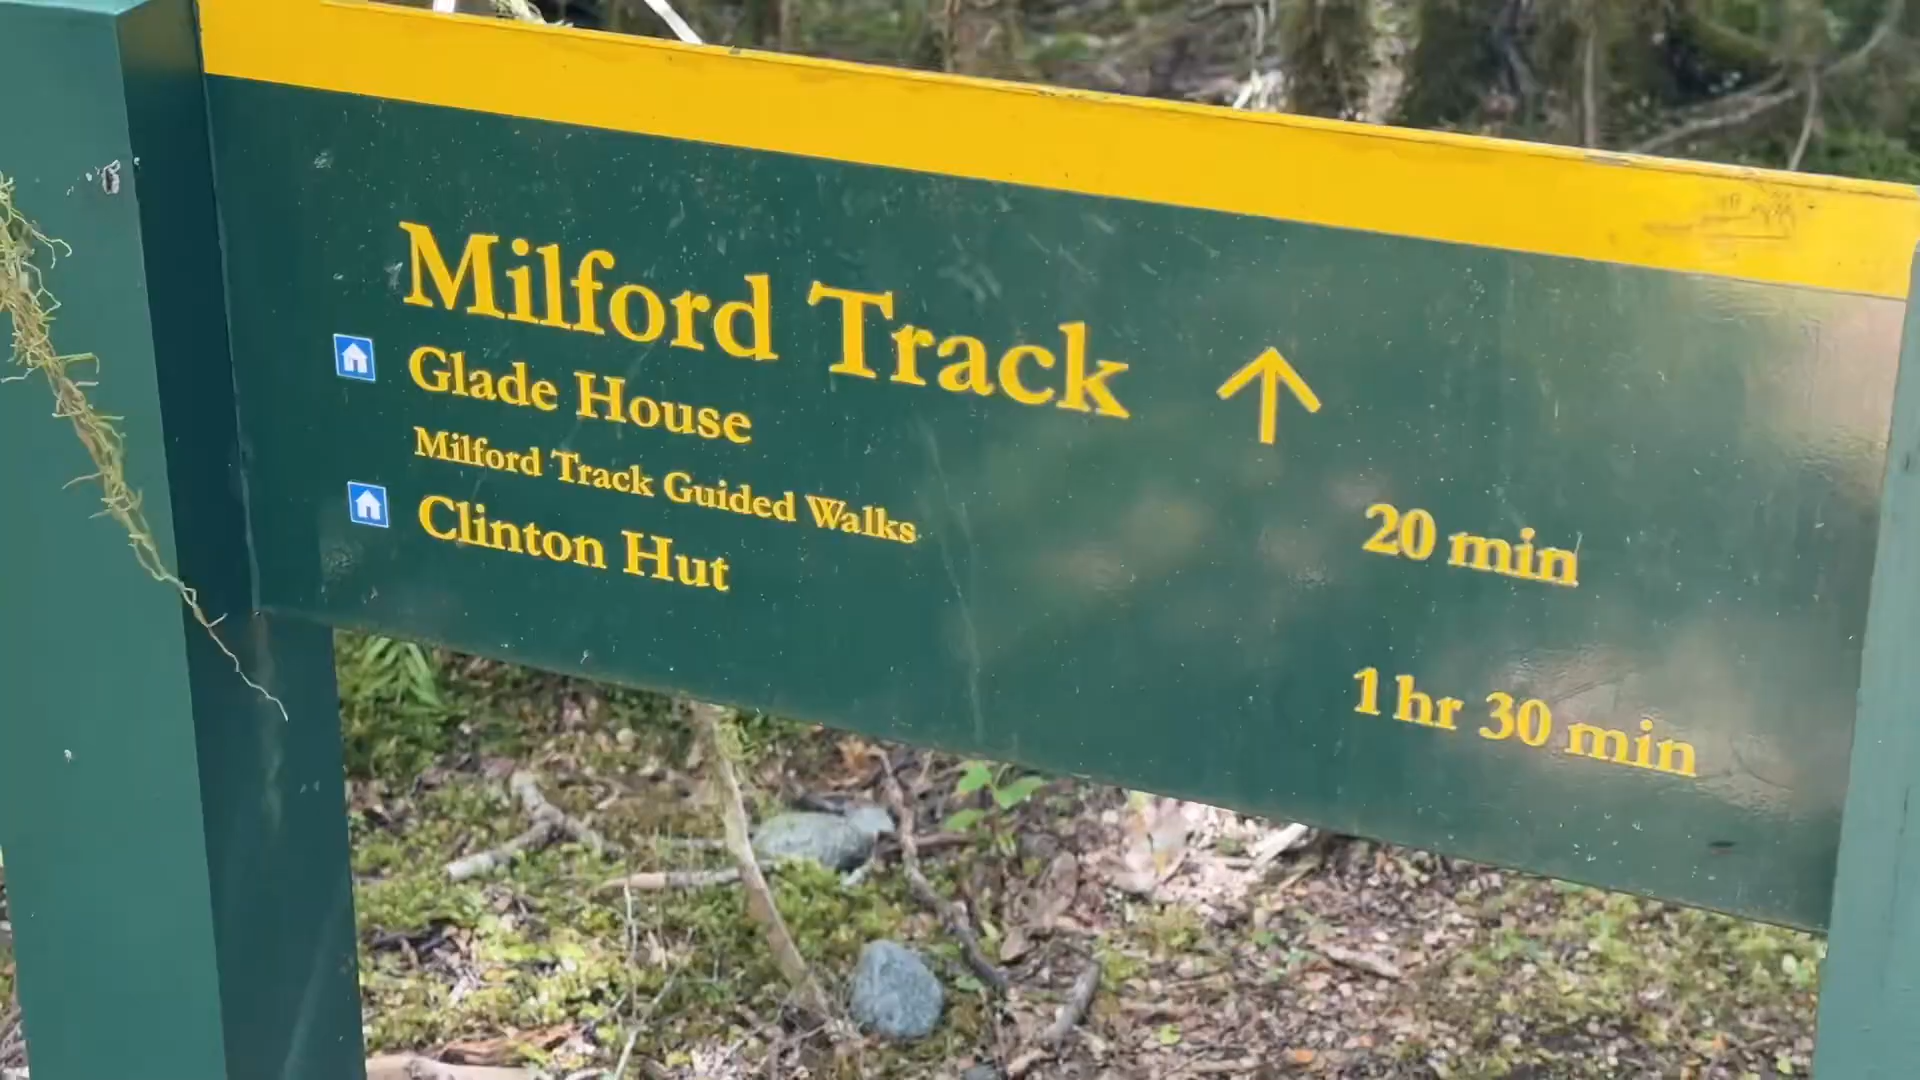 Milford Track ↑
Glade House 20 min
Milford Track Guided Walks
Clinton Hut 1 hr 30 min